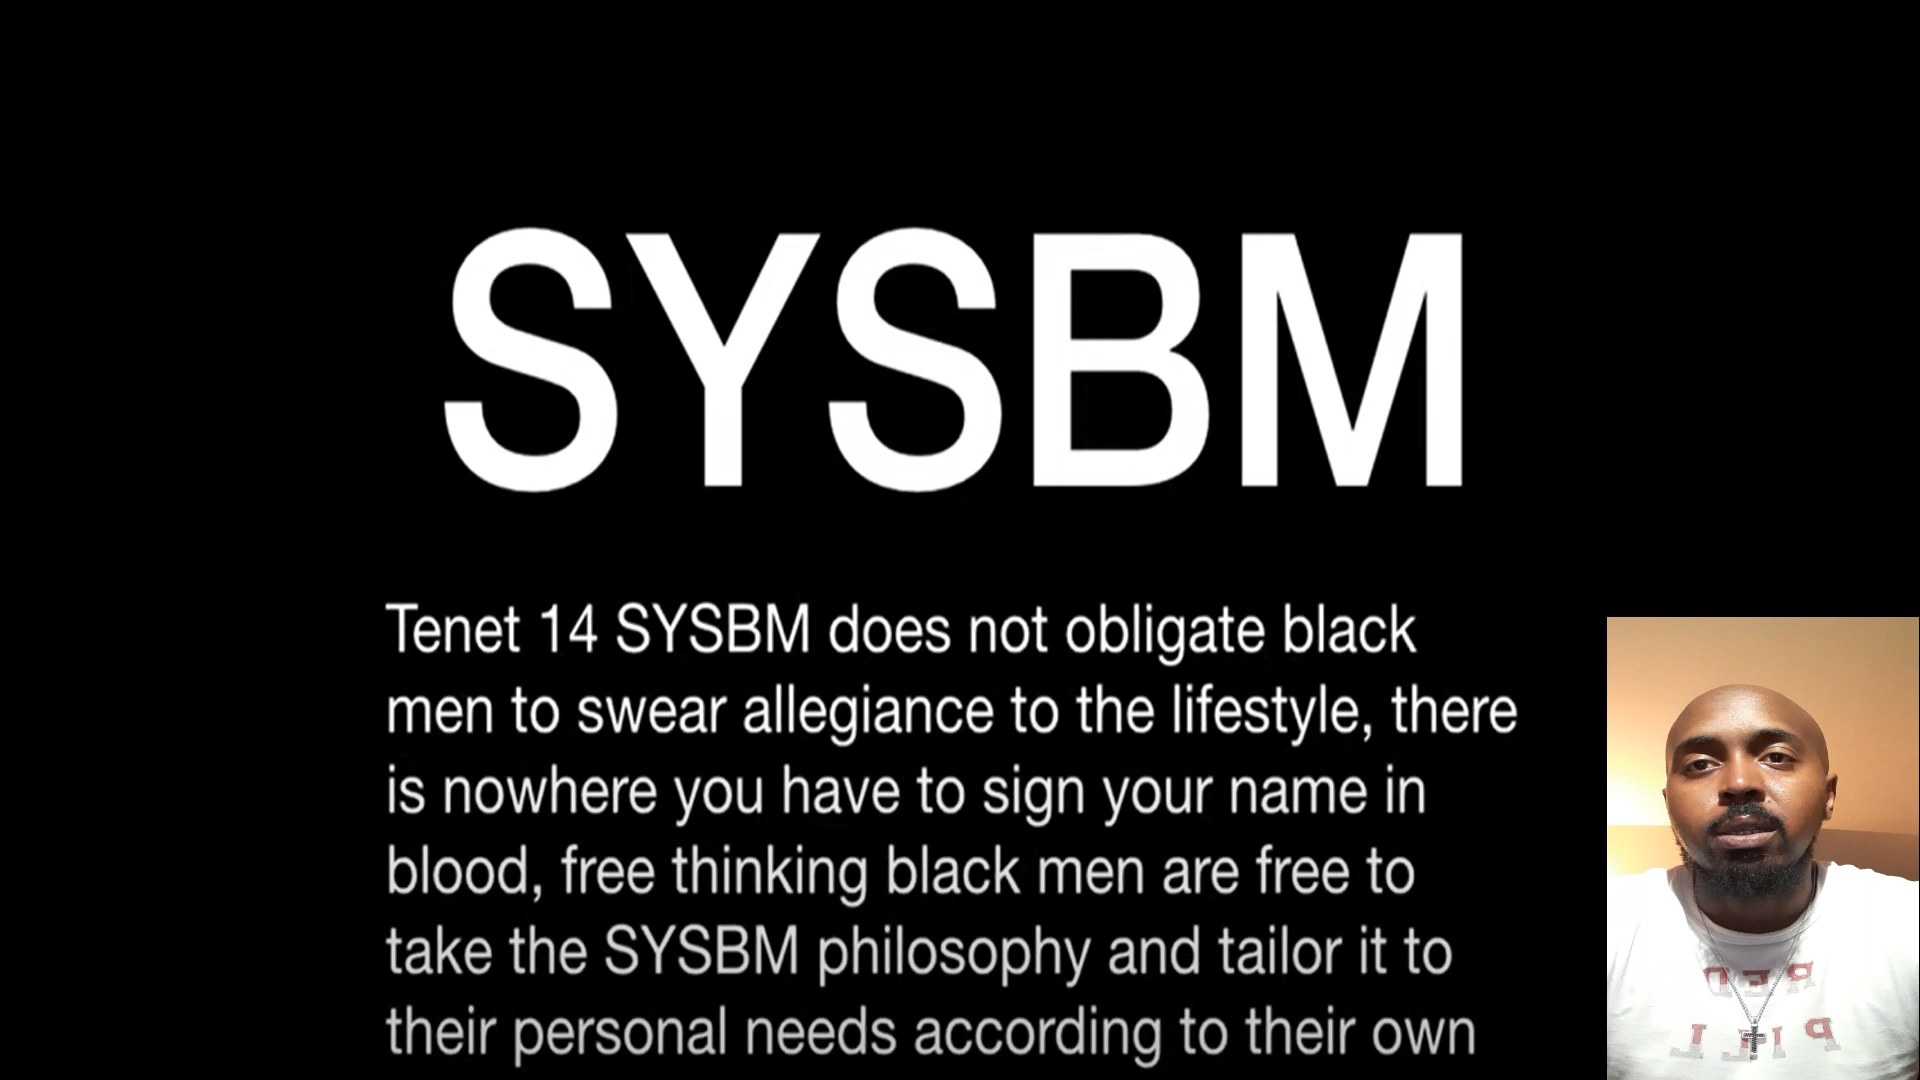 SYSBM
Tenet 14 SYSBM does not obligate black
men to swear allegiance to the lifestyle, there
is nowhere you have to sign your name in
blood, free thinking black men are free to
take the SYSBM philosophy and tailor it to
their personal needs according to their own
RED
PILL